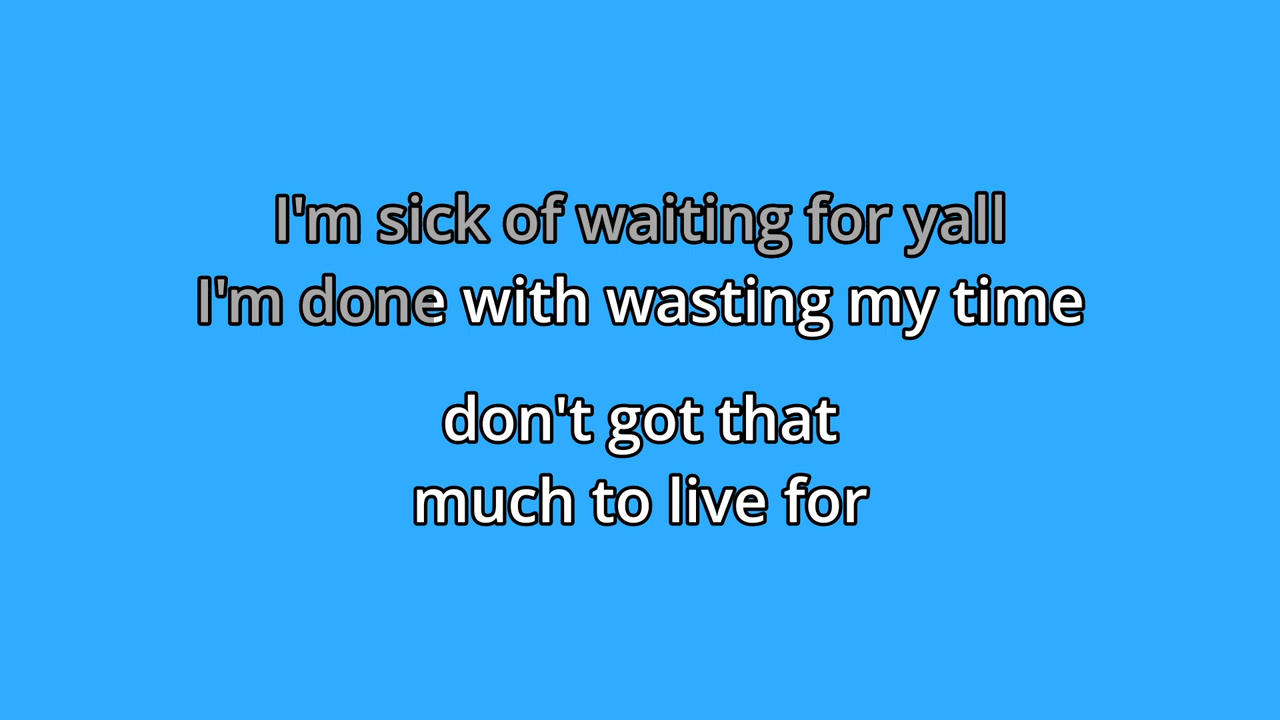 I'm sick of waiting for yall
I'm done with wasting my time
don't got that
much to live for